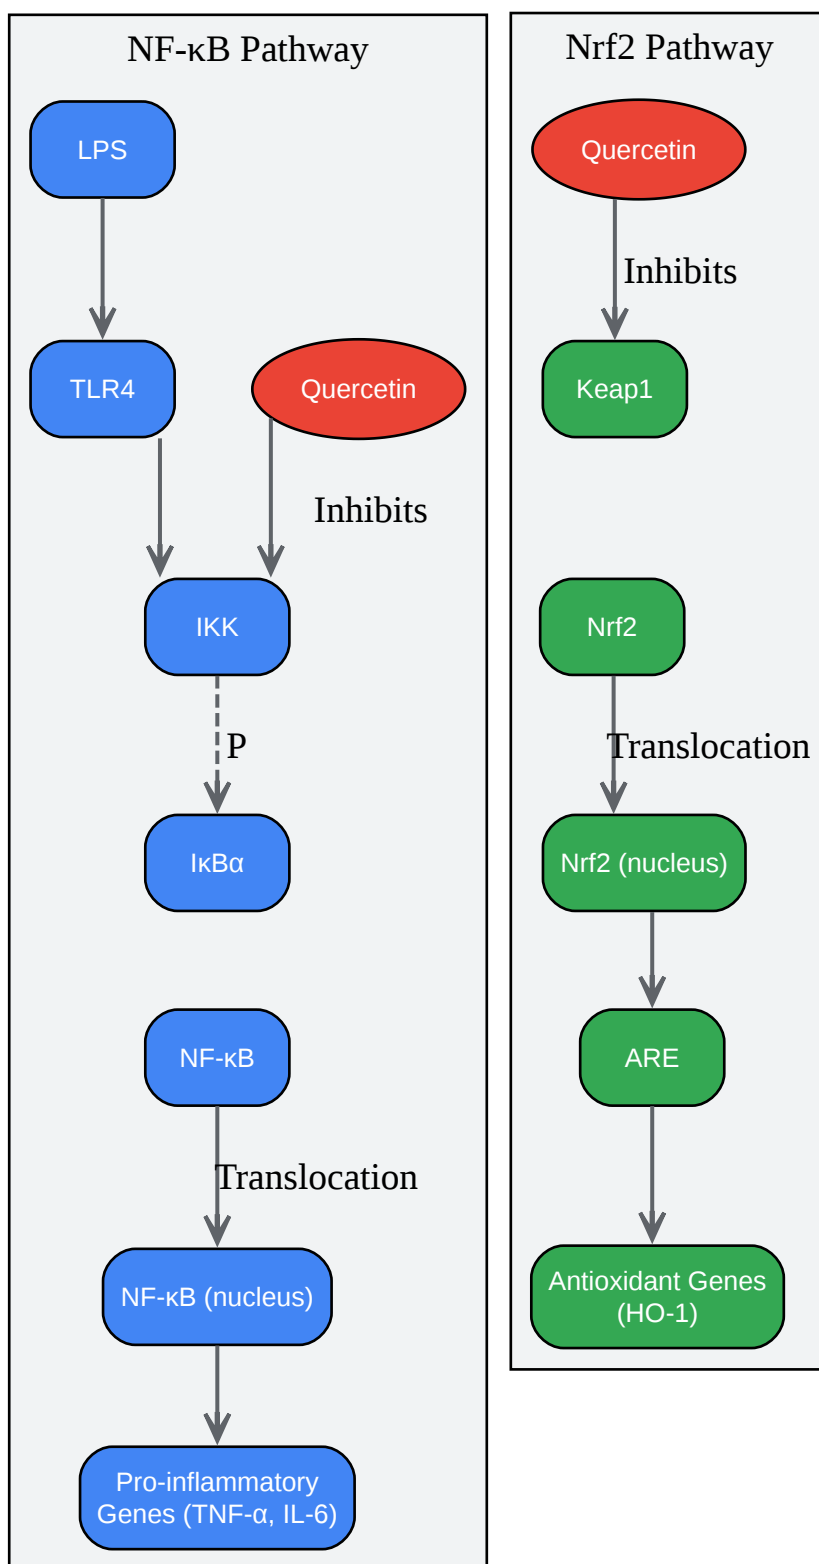 NF-κB Pathway
LPS
TLR4
Quercetin
Inhibits
IKK
P
IκBα
NF-κB
Translocation
NF-κB (nucleus)
Pro-inflammatory
Genes (TNF-α, IL-6)
Nrf2 Pathway
Quercetin
Inhibits
Keap1
Nrf2
Translocation
Nrf2 (nucleus)
ARE
Antioxidant Genes
(HO-1)